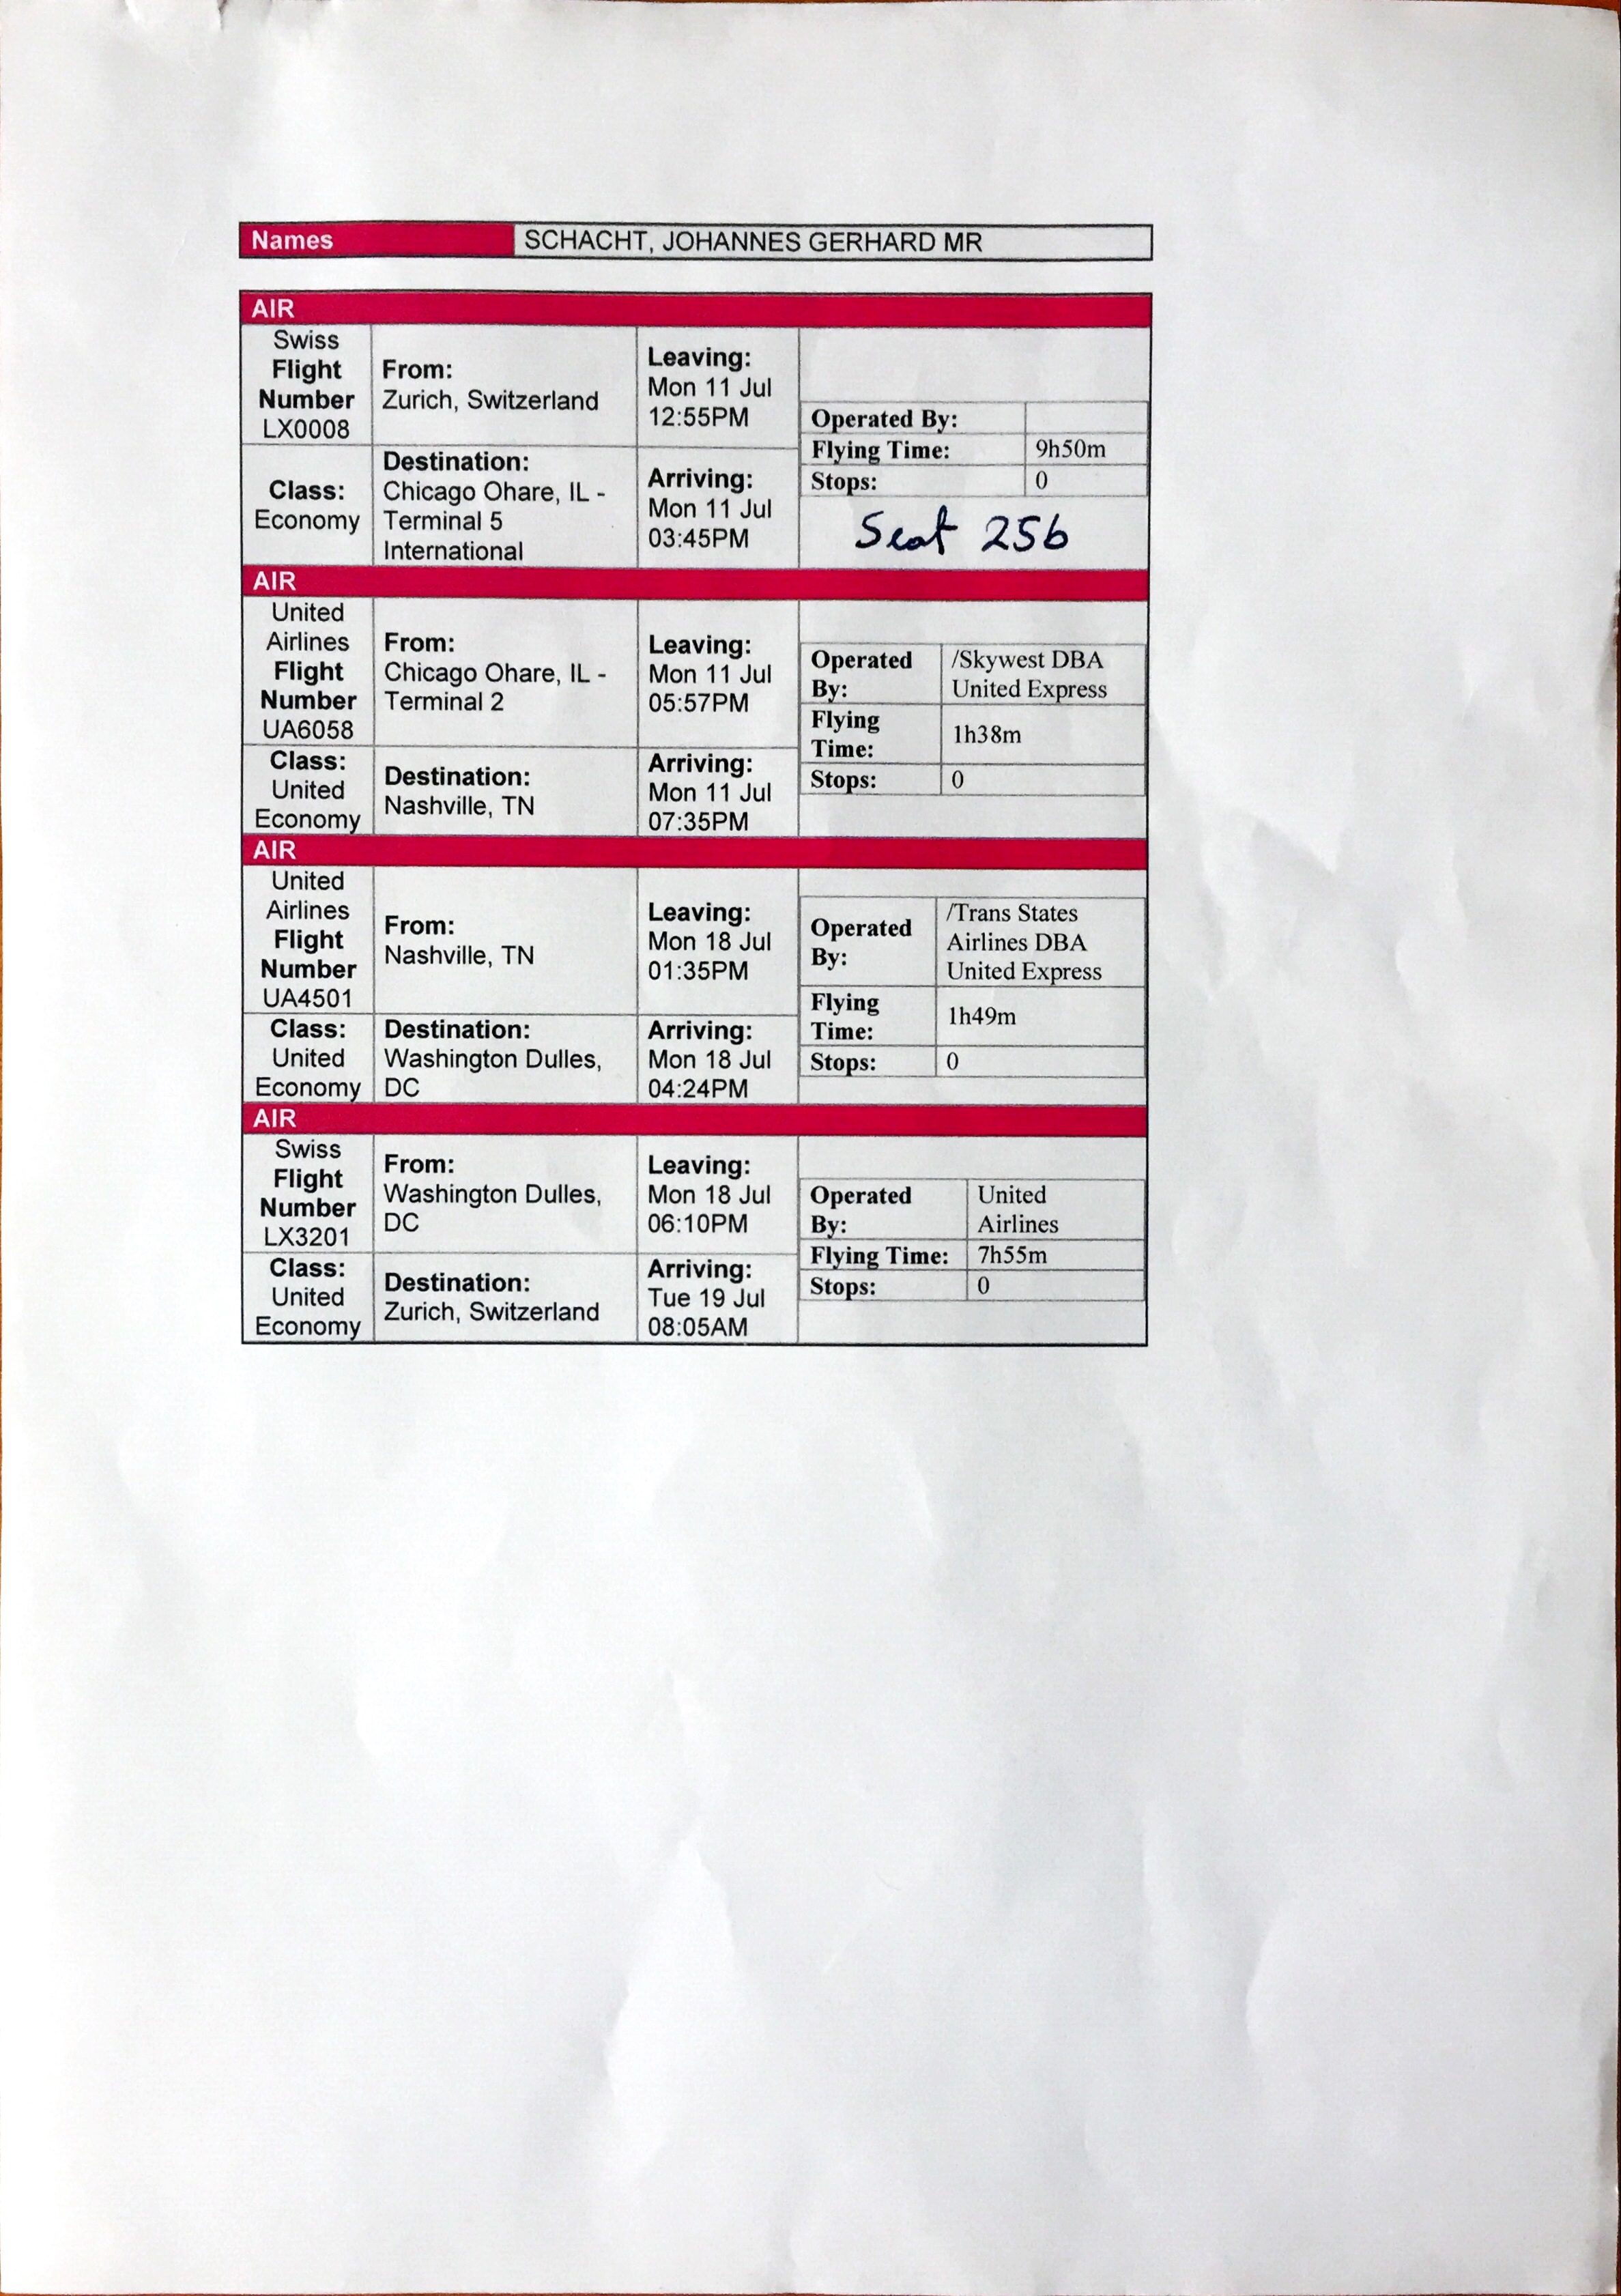 Names SCHACHT, JOHANNES GERHARD MR
AIR
Swiss
Flight
Number
LX0008
From:
Zurich, Switzerland
Leaving:
Mon 11 Jul
12:55PM
Class:
Economy
Destination:
Chicago Ohare, IL -
Terminal 5
International
Arriving:
Mon 11 Jul
03:45PM
Operated By:
Flying Time: 9h50m
Stops: 0
Seat 25b
AIR
United
Airlines
Flight
Number
UA6058
From:
Chicago Ohare, IL -
Terminal 2
Leaving:
Mon 11 Jul
05:57PM
Class:
United
Economy
Destination:
Nashville, TN
Arriving:
Mon 11 Jul
07:35PM
Operated
By:
/Skywest DBA
United Express
Flying
Time:
1h38m
Stops: 0
AIR
United
Airlines
Flight
Number
UA4501
From:
Nashville, TN
Leaving:
Mon 18 Jul
01:35PM
Class:
United
Economy
Destination:
Washington Dulles,
DC
Arriving:
Mon 18 Jul
04:24PM
Operated
By:
/Trans States
Airlines DBA
United Express
Flying
Time:
1h49m
Stops: 0
AIR
Swiss
Flight
Number
LX3201
From:
Washington Dulles,
DC
Leaving:
Mon 18 Jul
06:10PM
Class:
United
Economy
Destination:
Zurich, Switzerland
Arriving:
Tue 19 Jul
08:05AM
Operated
By:
United
Airlines
Flying Time: 7h55m
Stops: 0